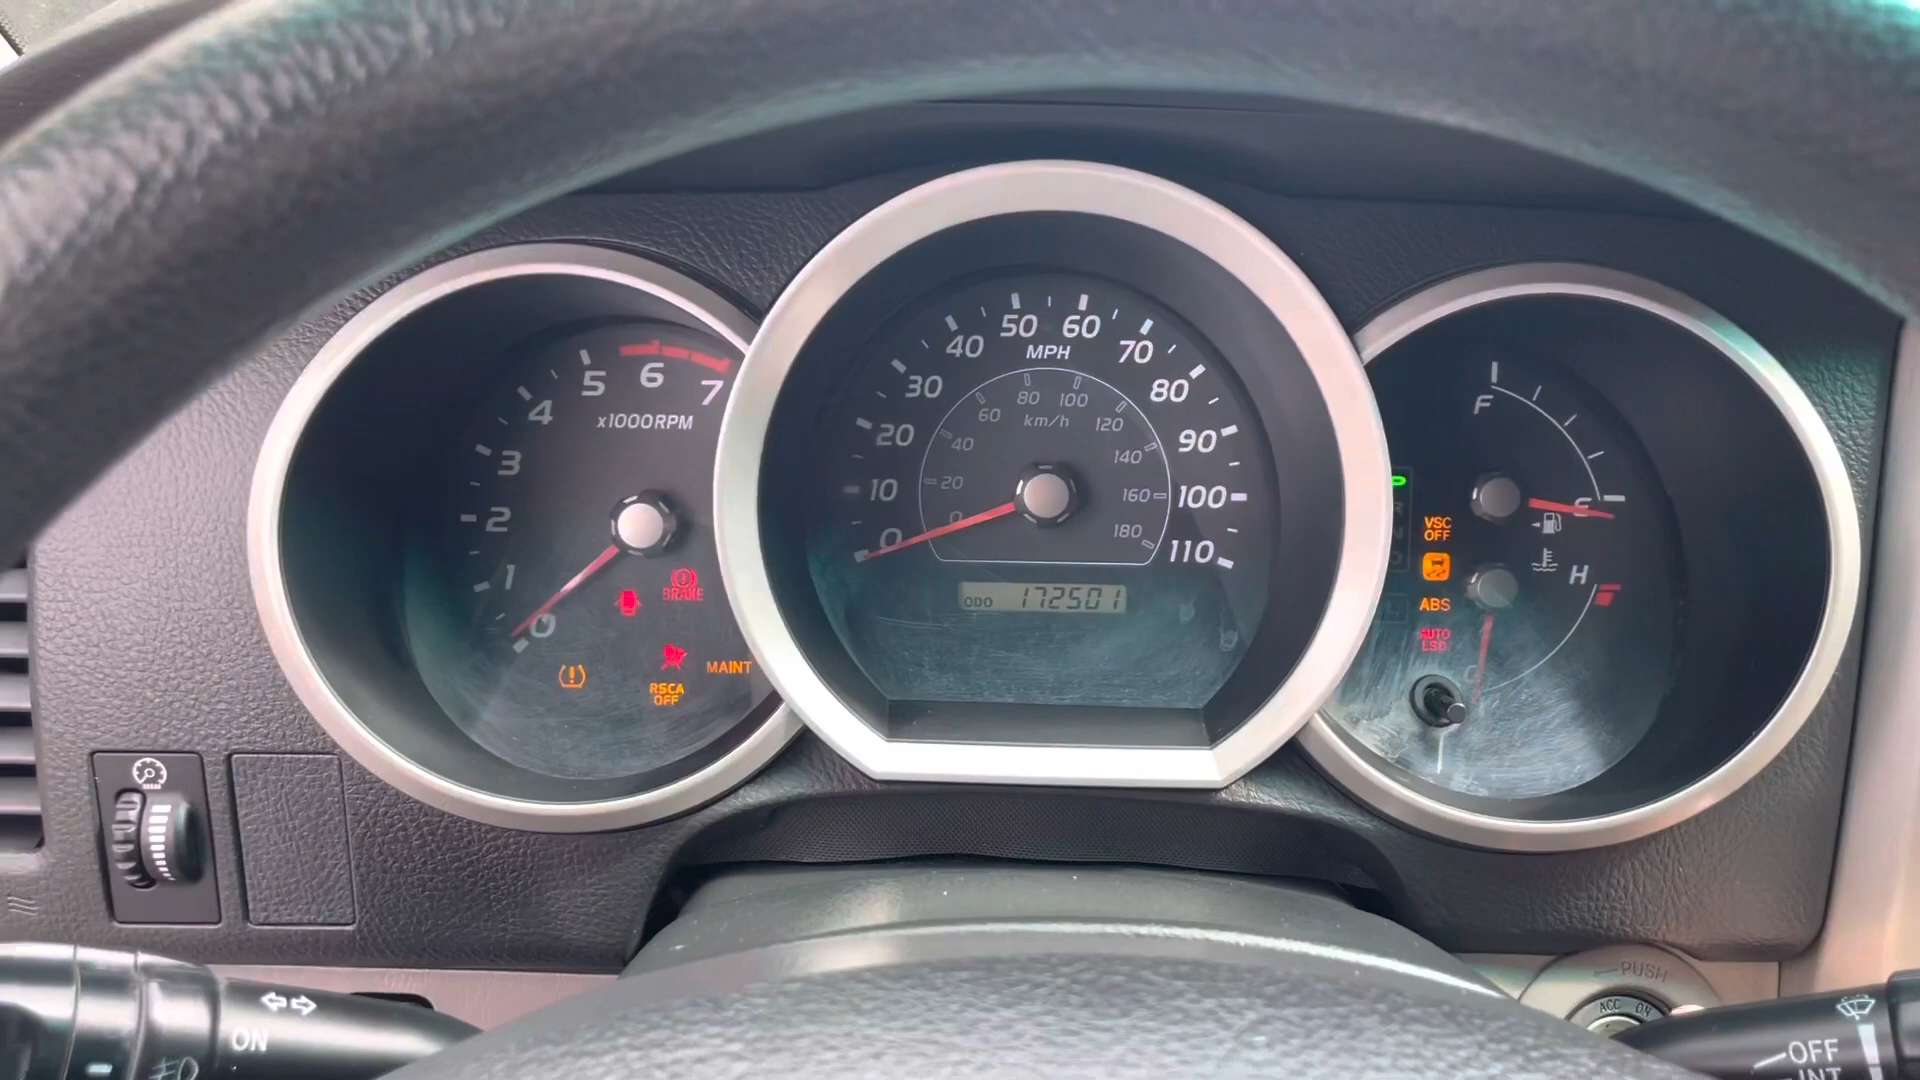 0
1
2
3
4
5
6
7
x1000RPM
BRAKE
RSCA
OFF
MAINT
0
10
20
30
40
50
60
70
80
90
100
110
MPH
0
20
40
60
80
100
120
140
160
180
km/h
ODO 172501
VSC
OFF
ABS
AUTO
LSD
F
E
H
C
ON
PUSH
ACC ON
OFF
INT